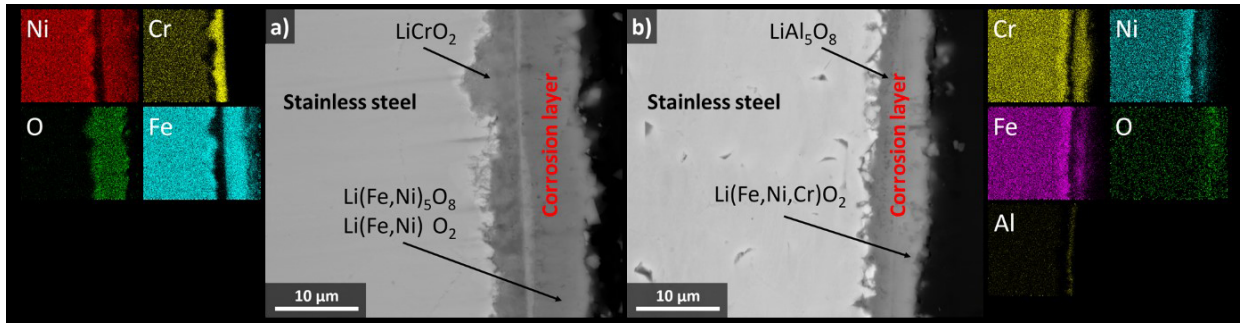 Ni
Cr
O
Fe
a)
LiCrO₂
Stainless steel
Corrosion layer
Li(Fe,Ni)₅O₈
Li(Fe,Ni) O₂
10 µm
b)
LiAl₅O₈
Stainless steel
Corrosion layer
Li(Fe,Ni,Cr)O₂
10 µm
Cr
Ni
Fe
O
Al